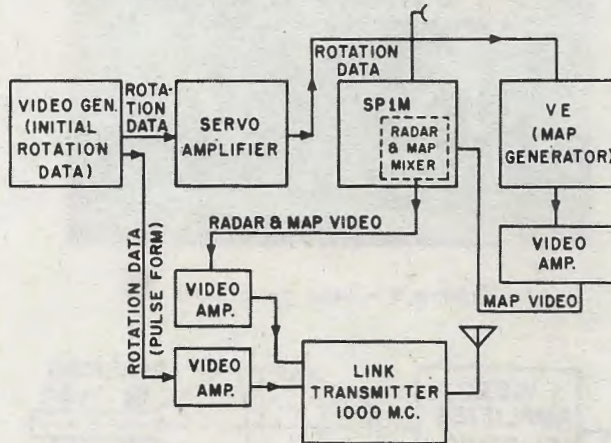 VIDEO GEN.
(INITIAL
ROTATION
DATA)
ROTA-
TION
DATA
SERVO
AMPLIFIER
ROTATION
DATA
SP1M
RADAR
& MAP
MIXER
VE
(MAP
GENERATOR)
RADAR & MAP VIDEO
VIDEO
AMP.
MAP VIDEO
ROTATION DATA
(PULSE FORM)
VIDEO
AMP.
VIDEO
AMP.
LINK
TRANSMITTER
1000 M.C.